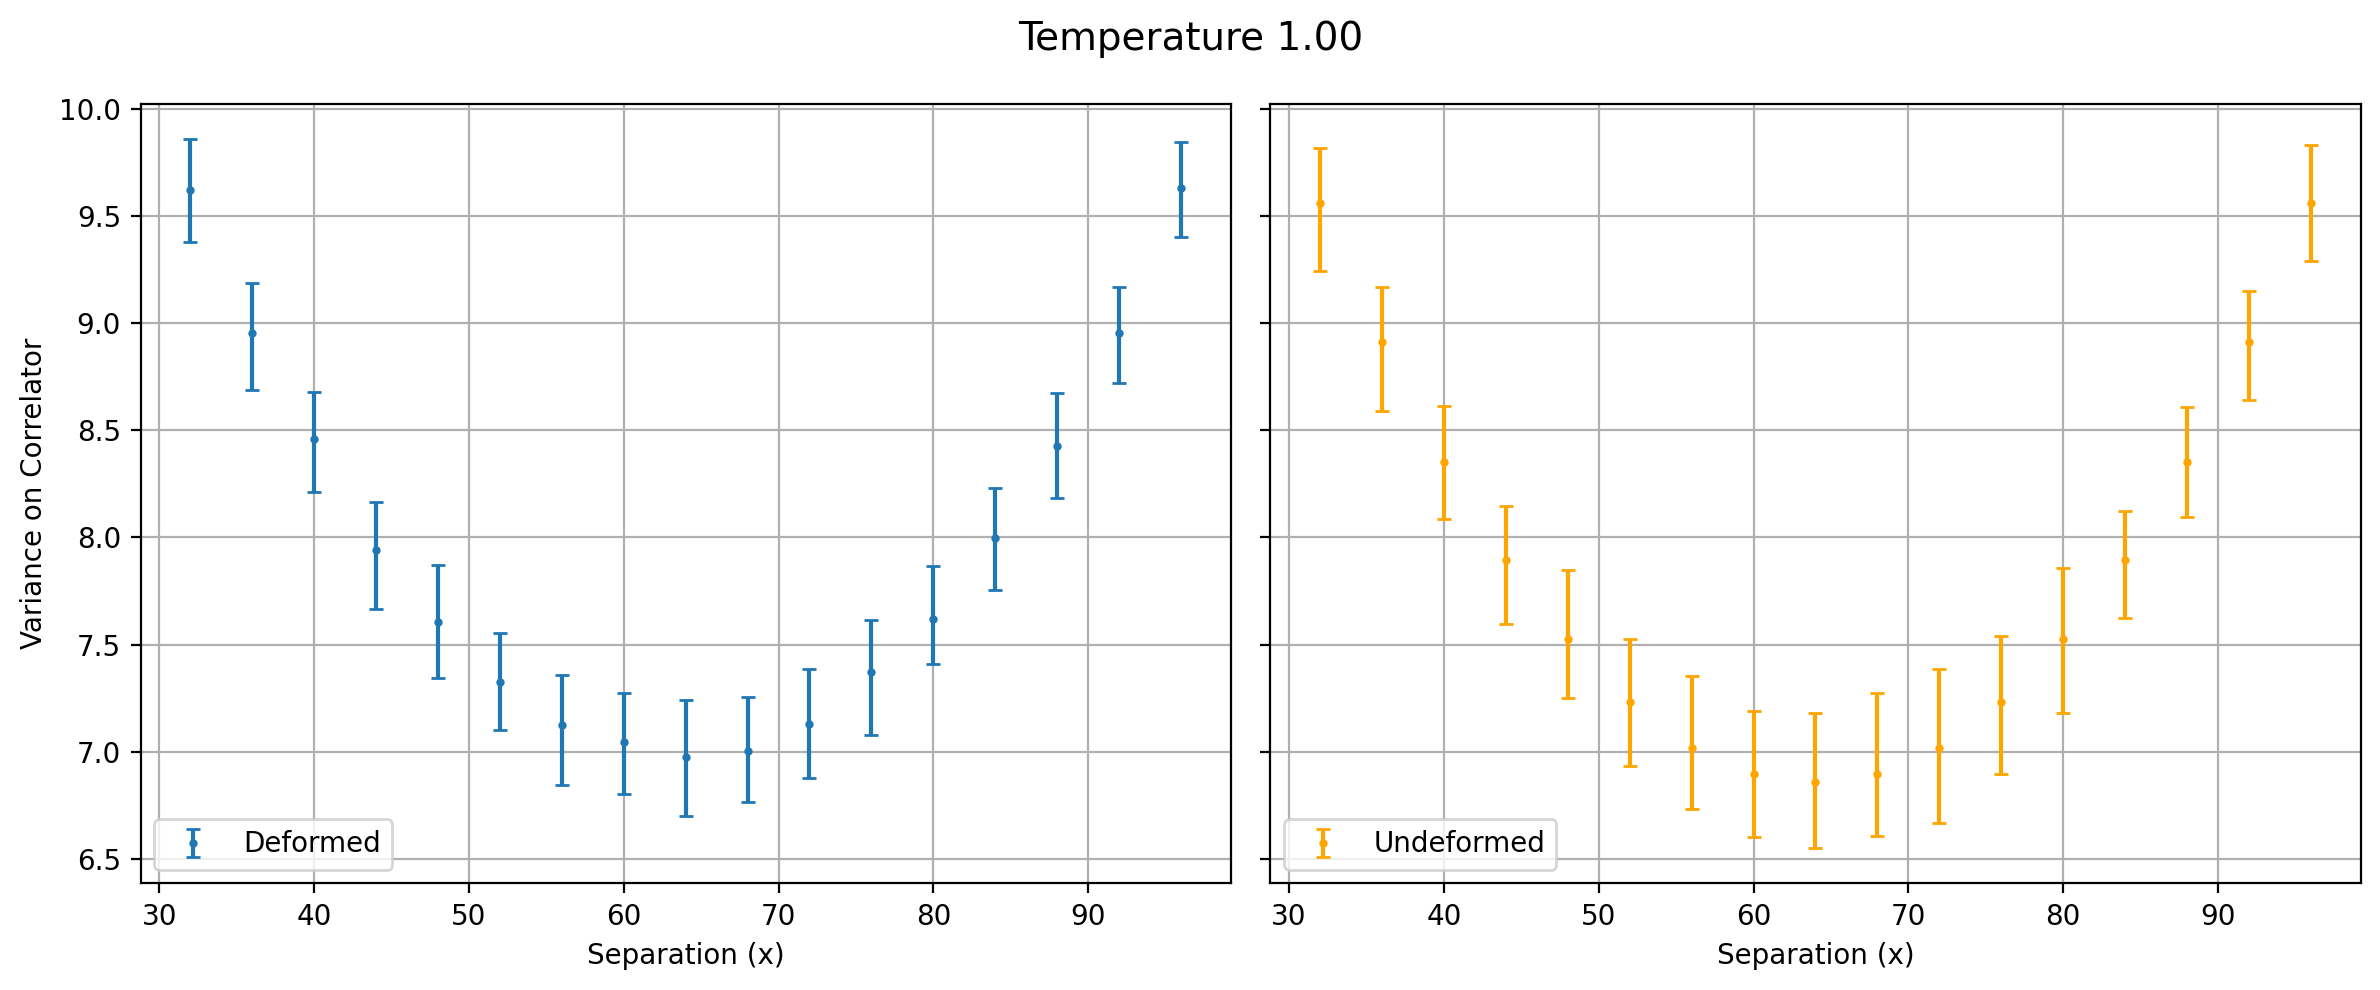 Temperature 1.00
Variance on Correlator
10.0
9.5
9.0
8.5
8.0
7.5
7.0
6.5
Deformed
30 40 50 60 70 80 90
Separation (x)
Undeformed
30 40 50 60 70 80 90
Separation (x)